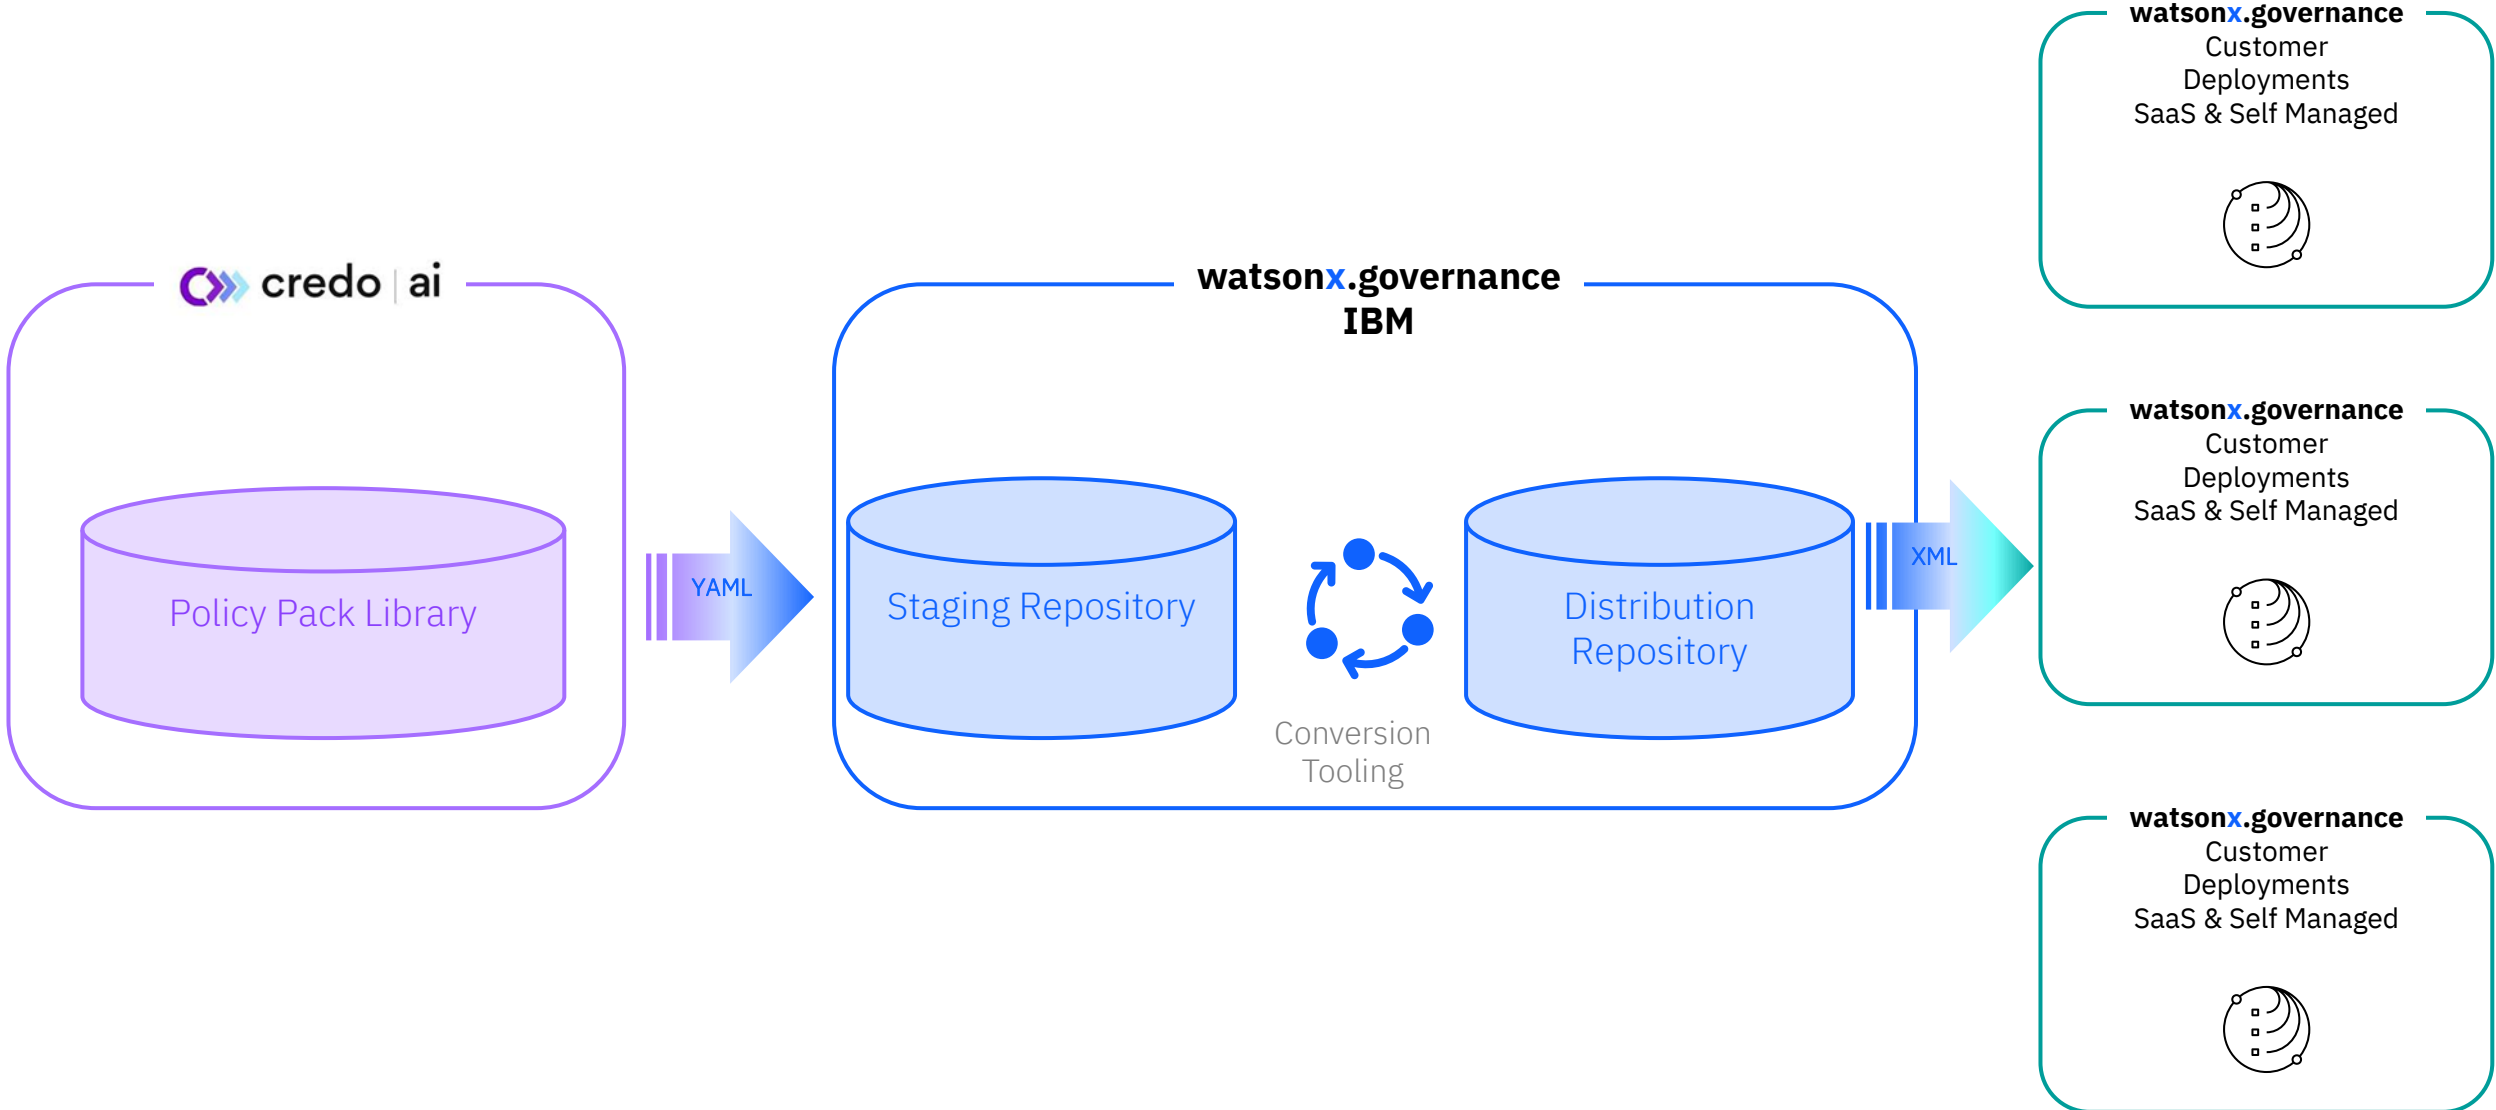 credo | ai
Policy Pack Library
YAML
watsonx.governance
IBM
Staging Repository
Conversion
Tooling
Distribution
Repository
XML
watsonx.governance
Customer
Deployments
SaaS & Self Managed
watsonx.governance
Customer
Deployments
SaaS & Self Managed
watsonx.governance
Customer
Deployments
SaaS & Self Managed